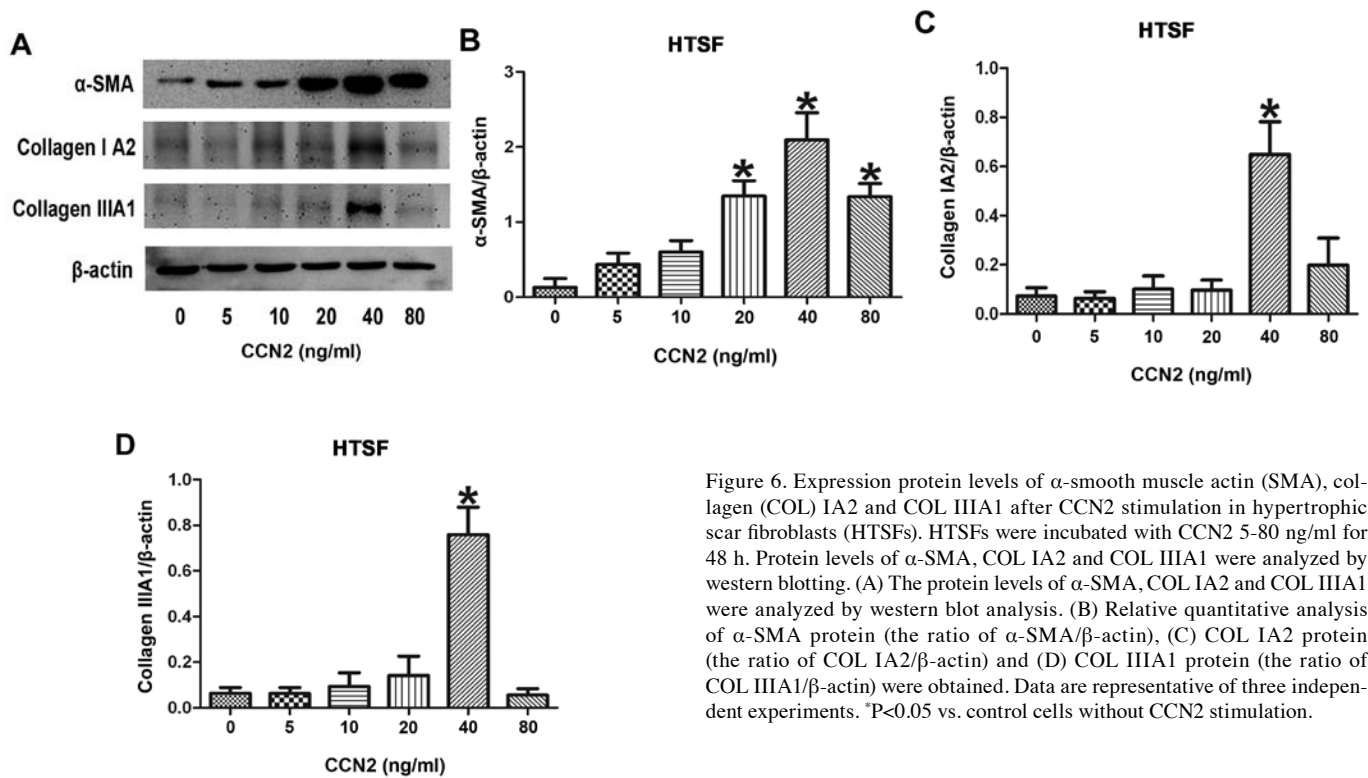 A
α-SMA
Collagen I A2
Collagen IIIA1
β-actin
0 5 10 20 40 80
CCN2 (ng/ml)
B
HTSF
α-SMA/β-actin
3
2
1
0
*
*
*
0 5 10 20 40 80
CCN2 (ng/ml)
C
HTSF
Collagen IA2/β-actin
1.0
0.8
0.6
0.4
0.2
0.0
*
0 5 10 20 40 80
CCN2 (ng/ml)
D
HTSF
Collagen IIIA1/β-actin
1.0
0.8
0.6
0.4
0.2
0.0
*
0 5 10 20 40 80
CCN2 (ng/ml)
Figure 6. Expression protein levels of α-smooth muscle actin (SMA), col-
lagen (COL) IA2 and COL IIIA1 after CCN2 stimulation in hypertrophic
scar fibroblasts (HTSFs). HTSFs were incubated with CCN2 5-80 ng/ml for
48 h. Protein levels of α-SMA, COL IA2 and COL IIIA1 were analyzed by
western blotting. (A) The protein levels of α-SMA, COL IA2 and COL IIIA1
were analyzed by western blot analysis. (B) Relative quantitative analysis
of α-SMA protein (the ratio of α-SMA/β-actin), (C) COL IA2 protein
(the ratio of COL IA2/β-actin) and (D) COL IIIA1 protein (the ratio of
COL IIIA1/β-actin) were obtained. Data are representative of three indepen-
dent experiments. *P<0.05 vs. control cells without CCN2 stimulation.